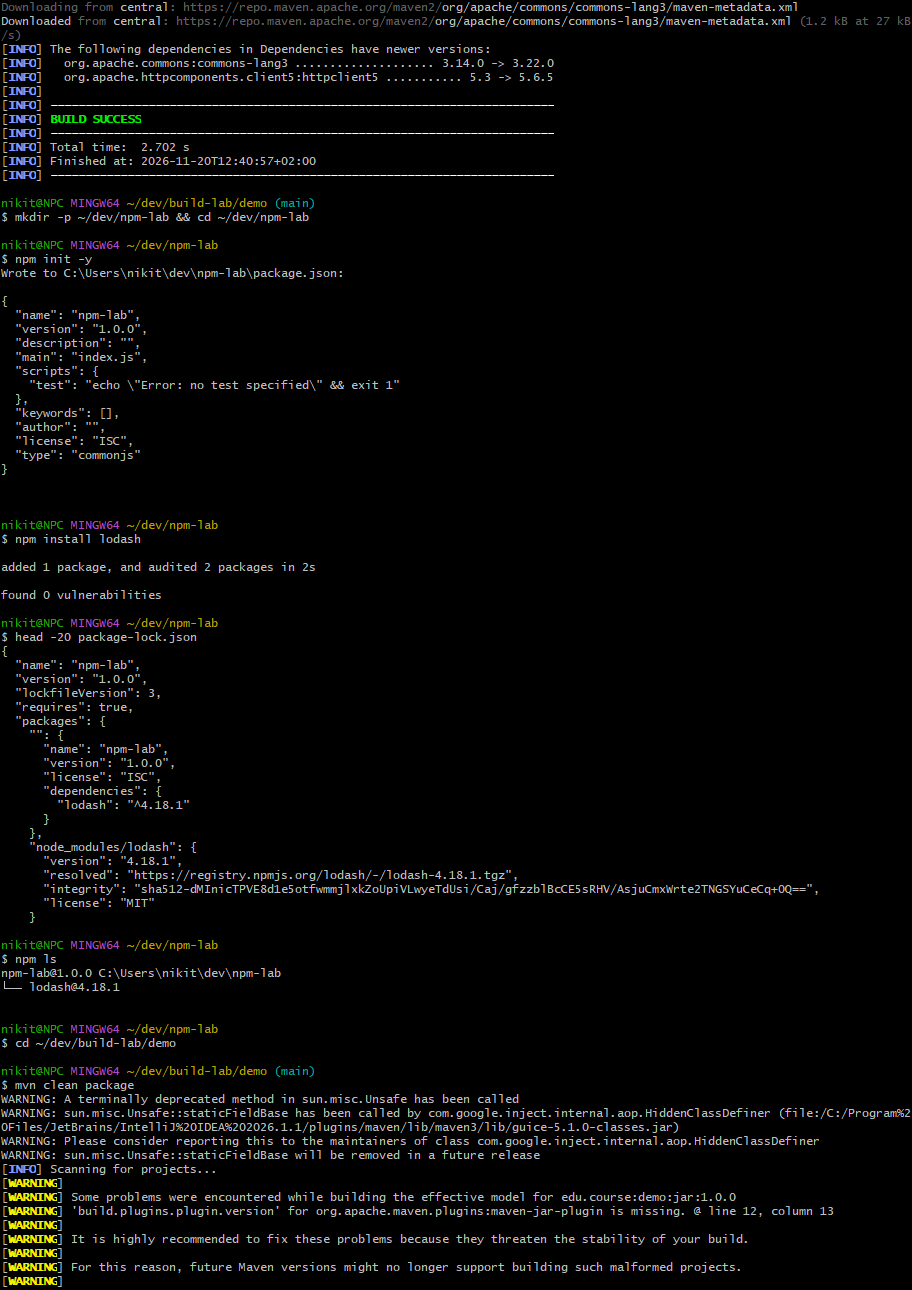 Downloading from central: https://repo.maven.apache.org/maven2/org/apache/commons/commons-lang3/maven-metadata.xml
Downloaded from central: https://repo.maven.apache.org/maven2/org/apache/commons/commons-lang3/maven-metadata.xml (1.2 kB at 27 kB
/s)
[INFO] The following dependencies in Dependencies have newer versions:
[INFO]   org.apache.commons:commons-lang3 .................... 3.14.0 -> 3.22.0
[INFO]   org.apache.httpcomponents.client5:httpclient5 ........... 5.3 -> 5.6.5
[INFO]
[INFO] ------------------------------------------------------------------------
[INFO] BUILD SUCCESS
[INFO] ------------------------------------------------------------------------
[INFO] Total time:  2.702 s
[INFO] Finished at: 2026-11-20T12:40:57+02:00
[INFO] ------------------------------------------------------------------------
nikit@NPC MINGW64 ~/dev/build-lab/demo (main)
$ mkdir -p ~/dev/npm-lab && cd ~/dev/npm-lab
nikit@NPC MINGW64 ~/dev/npm-lab
$ npm init -y
Wrote to C:\Users\nikit\dev\npm-lab\package.json:
{
  "name": "npm-lab",
  "version": "1.0.0",
  "description": "",
  "main": "index.js",
  "scripts": {
    "test": "echo \"Error: no test specified\" && exit 1"
  },
  "keywords": [],
  "author": "",
  "license": "ISC",
  "type": "commonjs"
}
nikit@NPC MINGW64 ~/dev/npm-lab
$ npm install lodash
added 1 package, and audited 2 packages in 2s
found 0 vulnerabilities
nikit@NPC MINGW64 ~/dev/npm-lab
$ head -20 package-lock.json
{
  "name": "npm-lab",
  "version": "1.0.0",
  "lockfileVersion": 3,
  "requires": true,
  "packages": {
    "": {
      "name": "npm-lab",
      "version": "1.0.0",
      "license": "ISC",
      "dependencies": {
        "lodash": "^4.18.1"
      }
    },
    "node_modules/lodash": {
      "version": "4.18.1",
      "resolved": "https://registry.npmjs.org/lodash/-/lodash-4.18.1.tgz",
      "integrity": "sha512-dMInicTPVE8d1e5otfwmmjlxkZoUpiVLwyeTdUsi/Caj/gfzzblBcCE5sRHV/AsjuCmxWrte2TNGSYuCeCq+0Q==",
      "license": "MIT"
    }
nikit@NPC MINGW64 ~/dev/npm-lab
$ npm ls
npm-lab@1.0.0 C:\Users\nikit\dev\npm-lab
└── lodash@4.18.1
nikit@NPC MINGW64 ~/dev/npm-lab
$ cd ~/dev/build-lab/demo
nikit@NPC MINGW64 ~/dev/build-lab/demo (main)
$ mvn clean package
WARNING: A terminally deprecated method in sun.misc.Unsafe has been called
WARNING: sun.misc.Unsafe::staticFieldBase has been called by com.google.inject.internal.aop.HiddenClassDefiner (file:/C:/Program%2
0Files/JetBrains/IntelliJ%20IDEA%202026.1.1/plugins/maven/lib/maven3/lib/guice-5.1.0-classes.jar)
WARNING: Please consider reporting this to the maintainers of class com.google.inject.internal.aop.HiddenClassDefiner
WARNING: sun.misc.Unsafe::staticFieldBase will be removed in a future release
[INFO] Scanning for projects...
[WARNING]
[WARNING] Some problems were encountered while building the effective model for edu.course:demo:jar:1.0.0
[WARNING] 'build.plugins.plugin.version' for org.apache.maven.plugins:maven-jar-plugin is missing. @ line 12, column 13
[WARNING]
[WARNING] It is highly recommended to fix these problems because they threaten the stability of your build.
[WARNING]
[WARNING] For this reason, future Maven versions might no longer support building such malformed projects.
[WARNING]